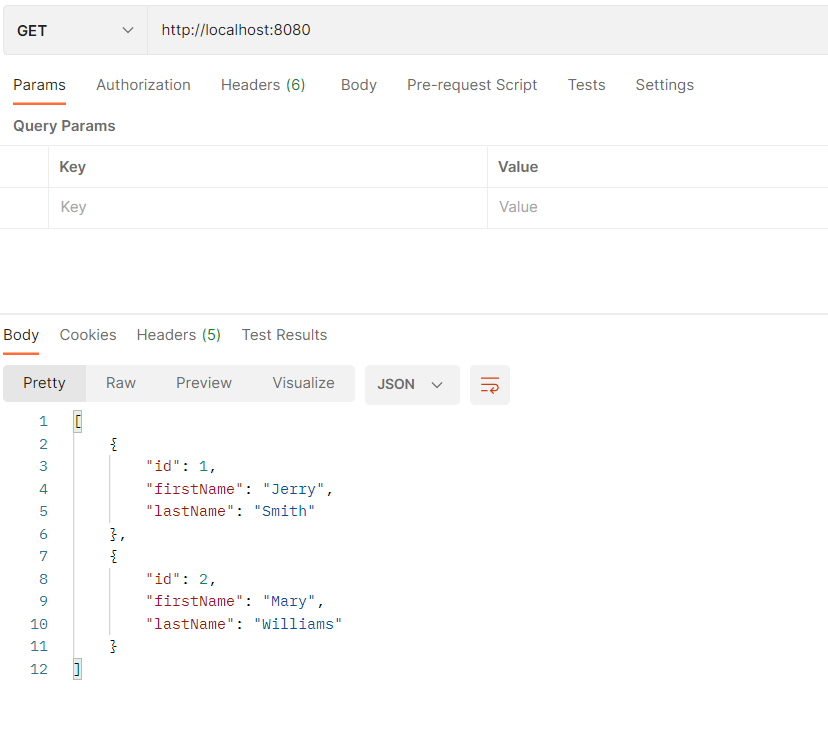 GET http://localhost:8080
Params Authorization Headers (6) Body Pre-request Script Tests Settings
Query Params
Key Value
Key Value
Body Cookies Headers (5) Test Results
Pretty Raw Preview Visualize JSON
1 [
2 {
3 "id": 1,
4 "firstName": "Jerry",
5 "lastName": "Smith"
6 },
7 {
8 "id": 2,
9 "firstName": "Mary",
10 "lastName": "Williams"
11 }
12 ]